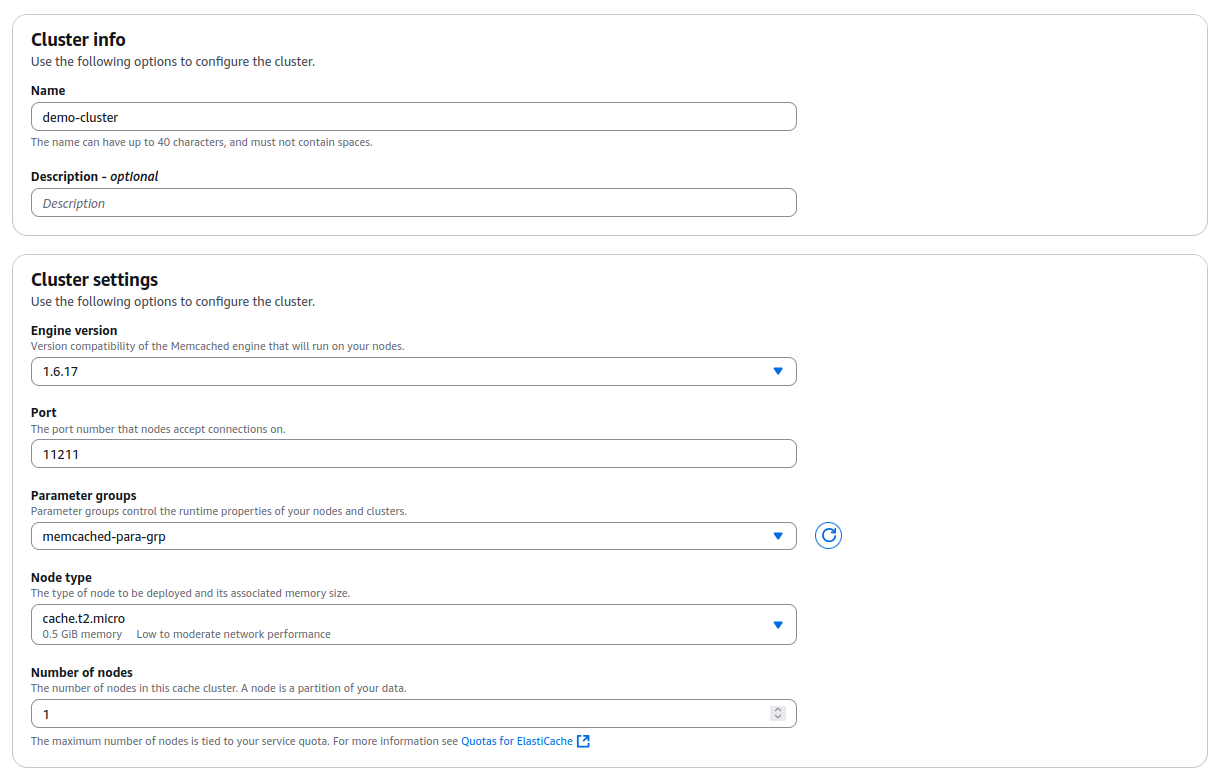 Cluster info
Use the following options to configure the cluster.
Name
demo-cluster
The name can have up to 40 characters, and must not contain spaces.
Description - optional
Description
Cluster settings
Use the following options to configure the cluster.
Engine version
Version compatibility of the Memcached engine that will run on your nodes.
1.6.17
Port
The port number that nodes accept connections on.
11211
Parameter groups
Parameter groups control the runtime properties of your nodes and clusters.
memcached-para-grp
Node type
The type of node to be deployed and its associated memory size.
cache.t2.micro
0.5 GiB memory Low to moderate network performance
Number of nodes
The number of nodes in this cache cluster. A node is a partition of your data.
1
The maximum number of nodes is tied to your service quota. For more information see Quotas for ElastiCache